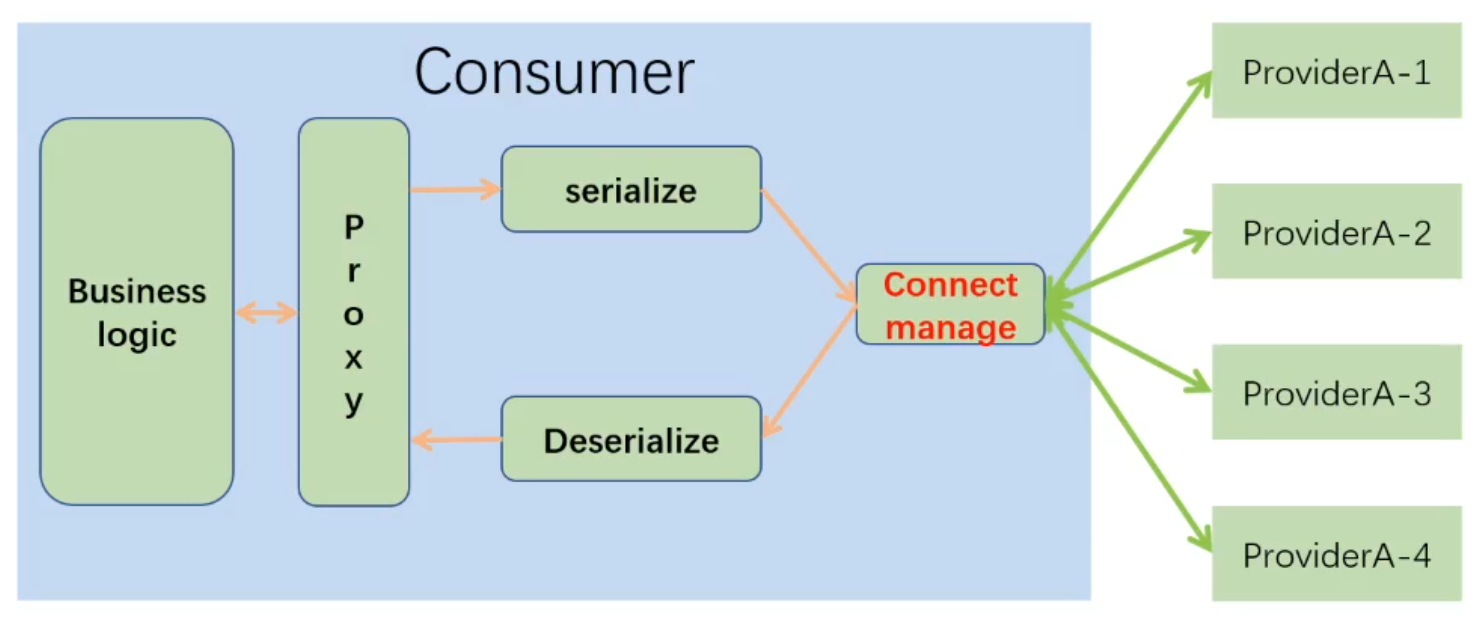 Consumer
Business
logic
P
r
o
x
y
serialize
Deserialize
Connect
manage
ProviderA-1
ProviderA-2
ProviderA-3
ProviderA-4